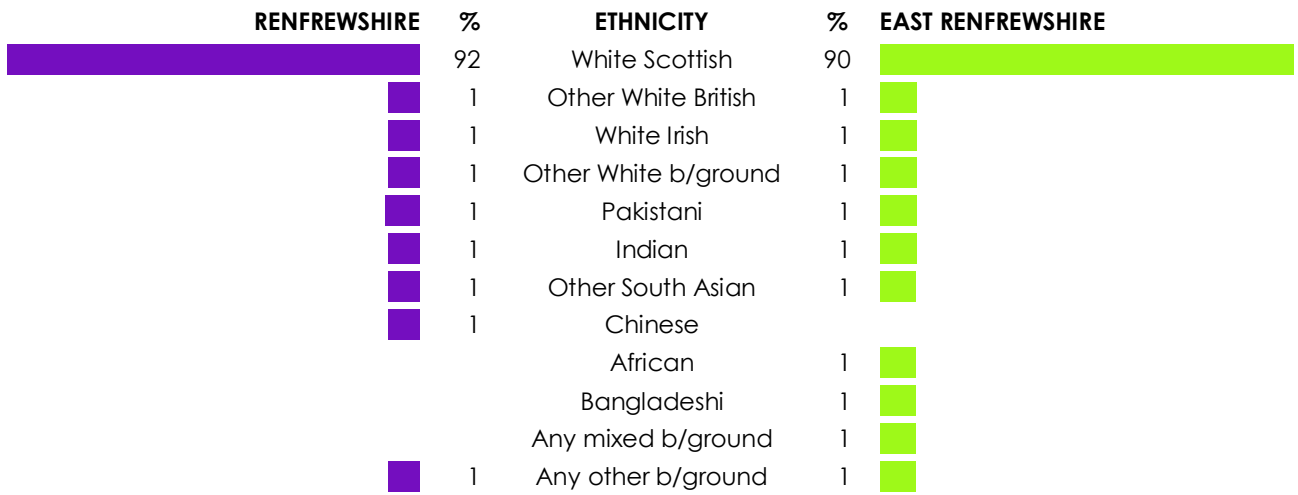 RENFREWSHIRE % ETHNICITY % EAST RENFREWSHIRE
92 White Scottish 90
1 Other White British 1
1 White Irish 1
1 Other White b/ground 1
1 Pakistani 1
1 Indian 1
1 Other South Asian 1
1 Chinese
African 1
Bangladeshi 1
Any mixed b/ground 1
1 Any other b/ground 1